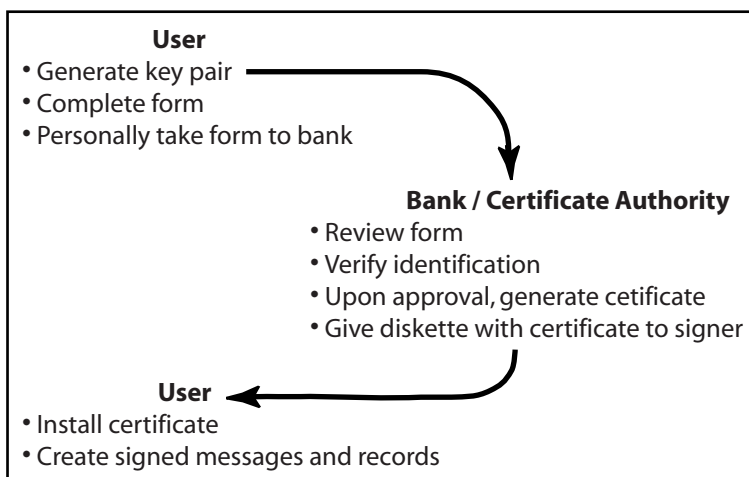 User
• Generate key pair
• Complete form
• Personally take form to bank
Bank / Certificate Authority
• Review form
• Verify identification
• Upon approval, generate cetificate
• Give diskette with certificate to signer
User
• Install certificate
• Create signed messages and records